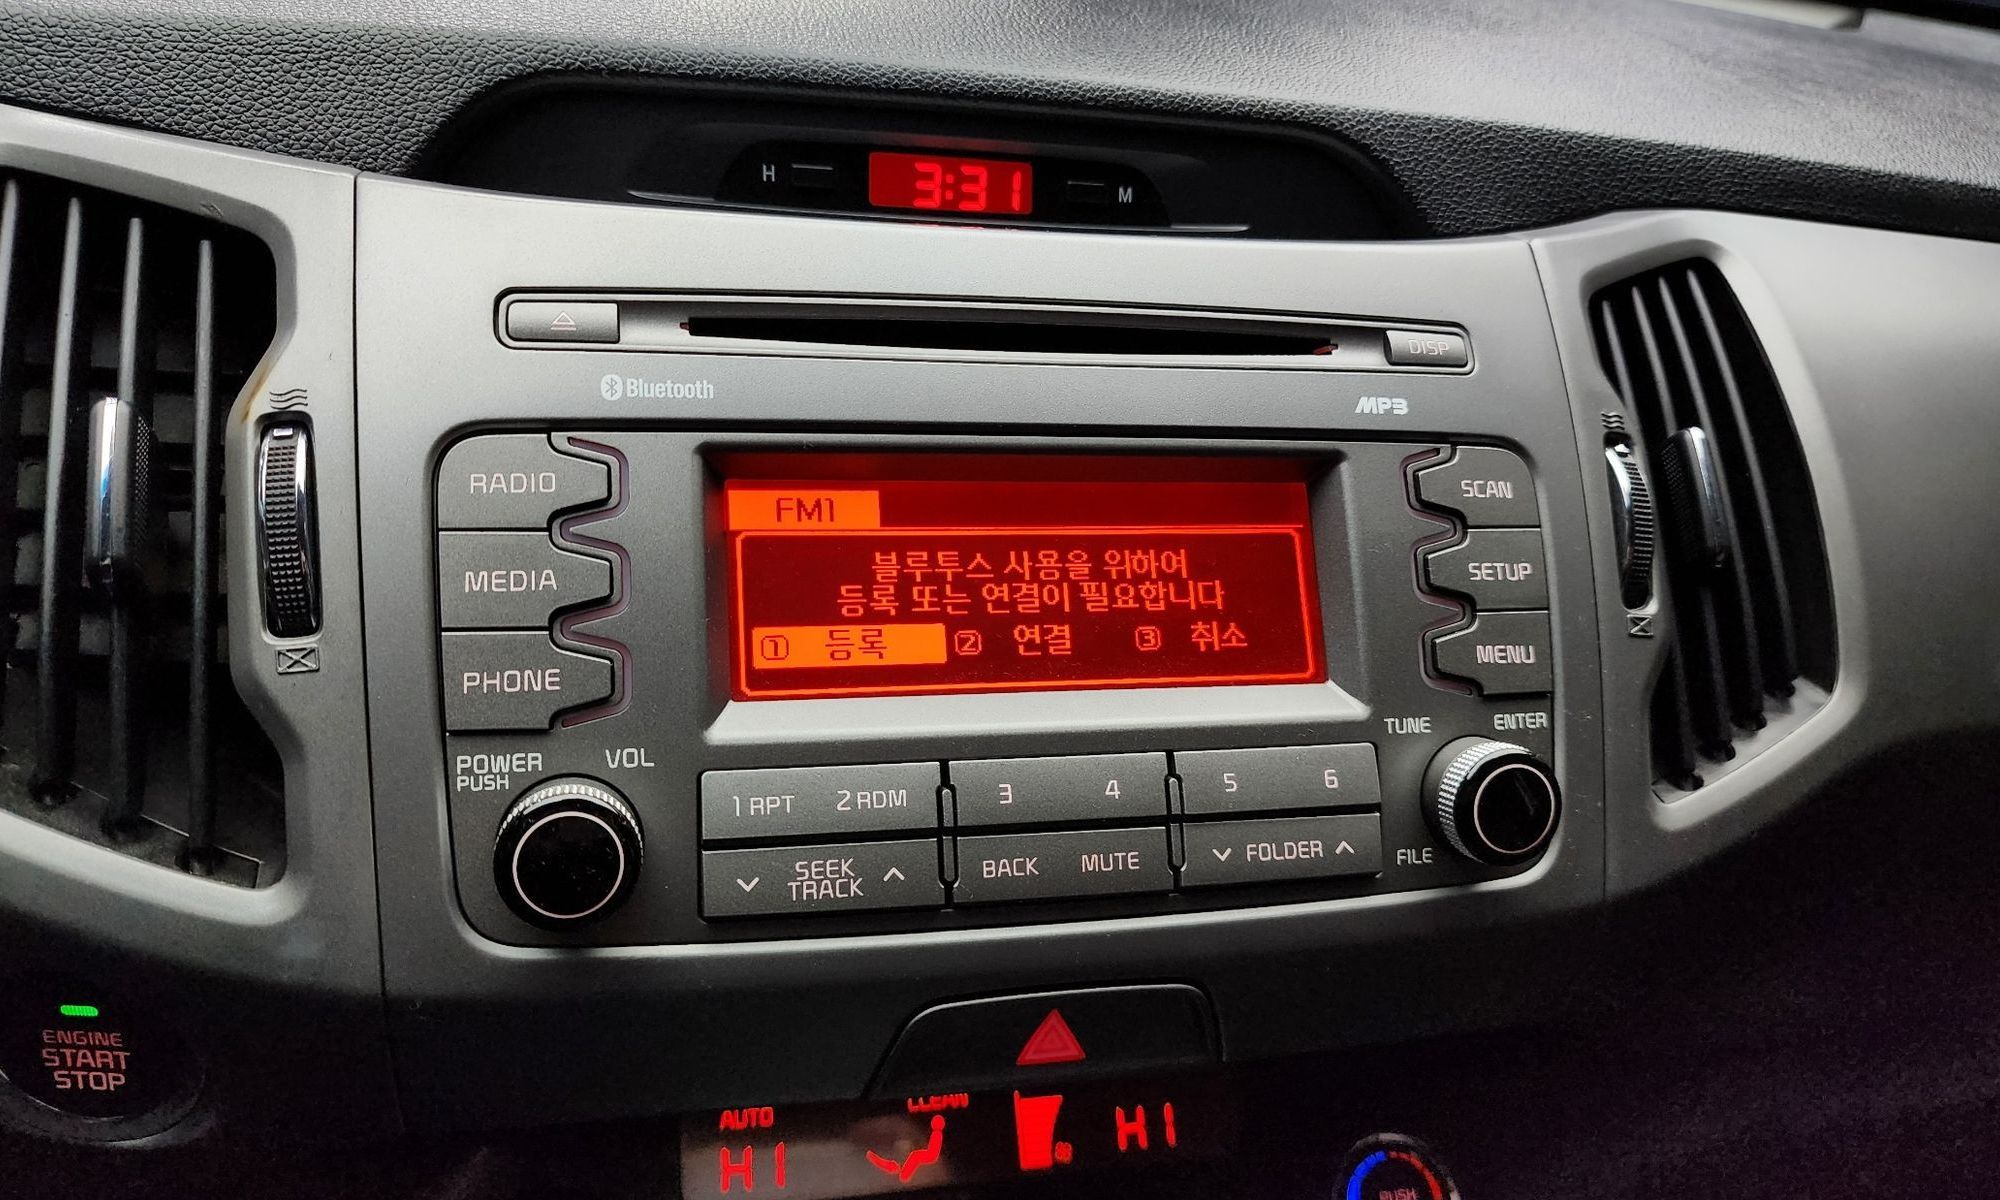 H 3:31 M
DISP
Bluetooth
MP3
RADIO
MEDIA
PHONE
FM1
블루투스 사용을 위하여
등록 또는 연결이 필요합니다
① 등록 ② 연결 ③ 취소
SCAN
SETUP
MENU
POWER
PUSH
VOL
TUNE
ENTER
FILE
1 RPT 2 RDM
3 4
5 6
SEEK
TRACK
BACK MUTE
FOLDER
ENGINE
START
STOP
AUTO
HI
CLEAN
HI
PUSH